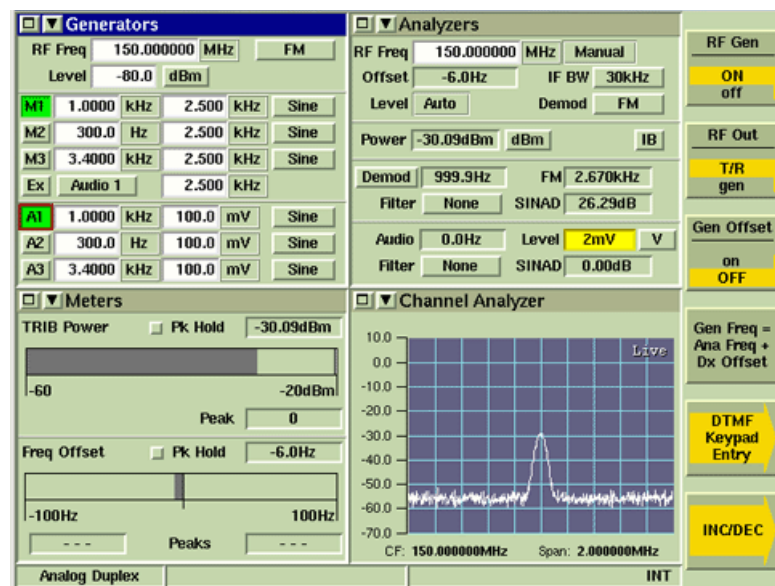 Generators
RF Freq 150.000000 MHz FM
Level -80.0 dBm
M1 1.0000 kHz 2.500 kHz Sine
M2 300.0 Hz 2.500 kHz Sine
M3 3.4000 kHz 2.500 kHz Sine
Ex Audio 1 2.500 kHz
A1 1.0000 kHz 100.0 mV Sine
A2 300.0 Hz 100.0 mV Sine
A3 3.4000 kHz 100.0 mV Sine
Analyzers
RF Freq 150.000000 MHz Manual
Offset -6.0Hz IF BW 30kHz
Level Auto Demod FM
Power -30.09dBm dBm IB
Demod 999.9Hz FM 2.670kHz
Filter None SINAD 26.29dB
Audio 0.0Hz Level 2mV V
Filter None SINAD 0.00dB
Meters
TRIB Power Pk Hold -30.09dBm
-60 -20dBm
Peak 0
Freq Offset Pk Hold -6.0Hz
-100Hz 100Hz
--- Peaks ---
Channel Analyzer
Live
10.0
0.0
-10.0
-20.0
-30.0
-40.0
-50.0
-60.0
-70.0
CF: 150.000000MHz Span: 2.000000MHz
RF Gen
ON
off
RF Out
T/R
gen
Gen Offset
on
OFF
Gen Freq =
Ana Freq +
Dx Offset
DTMF
Keypad
Entry
INC/DEC
Analog Duplex INT